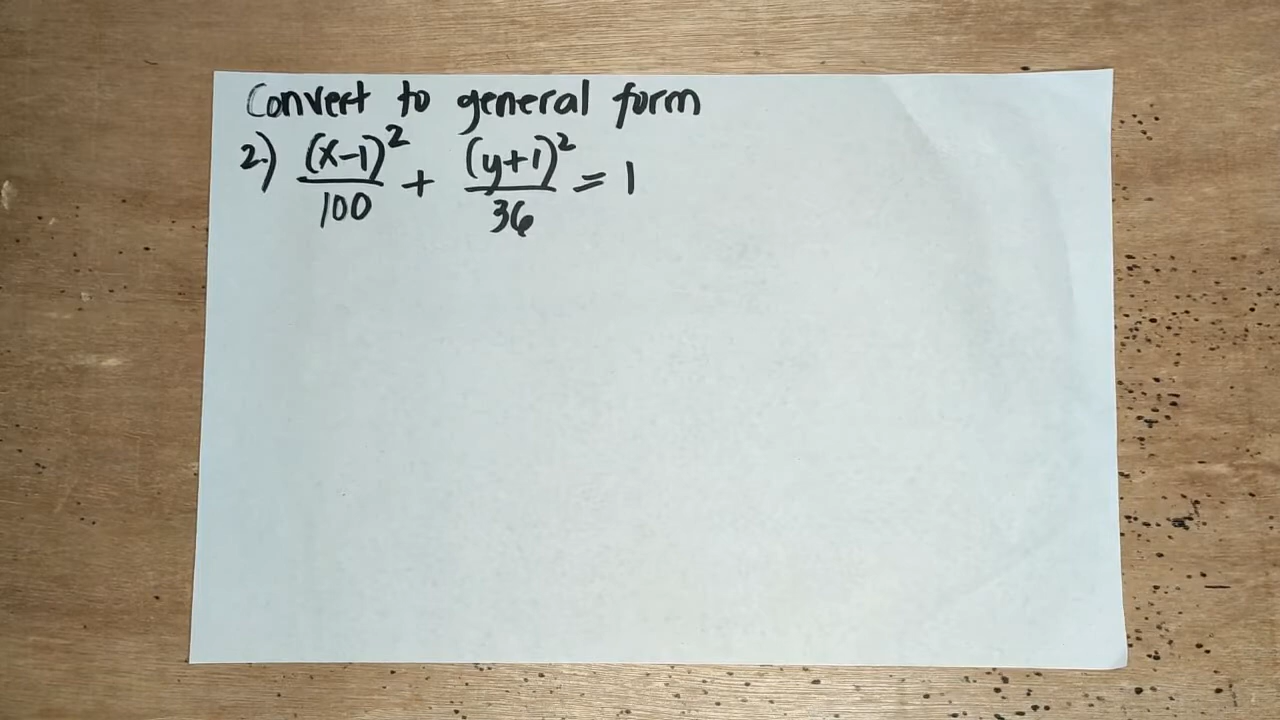 Convert to general form
2.) (x-1)²/100 + (y+1)²/36 = 1